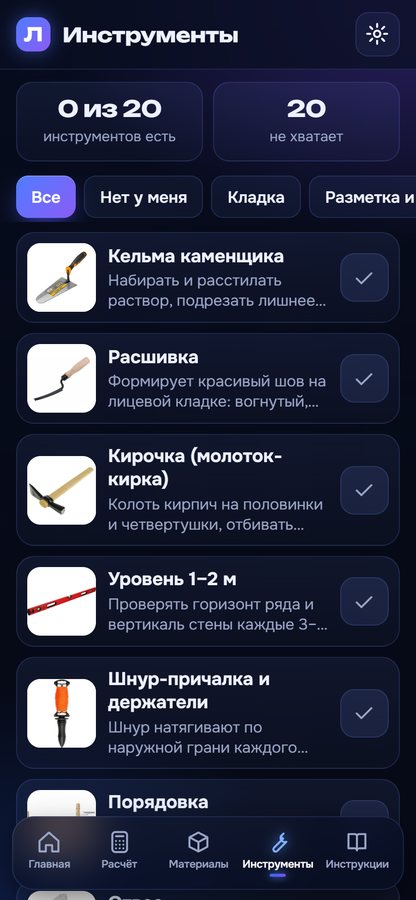 Л Инструменты
0 из 20
инструментов есть
20
не хватает
Все
Нет у меня
Кладка
Разметка и
Кельма каменщика
Набирать и расстилать
раствор, подрезать лишнее…
Расшивка
Формирует красивый шов на
лицевой кладке: вогнутый,…
Кирочка (молоток-
кирка)
Колоть кирпич на половинки
и четвертушки, отбивать…
Уровень 1–2 м
Проверять горизонт ряда и
вертикаль стены каждые 3–…
Шнур-причалка и
держатели
Шнур натягивают по
наружной грани каждого…
Порядовка
Главная
Расчёт
Материалы
Инструменты
Инструкции